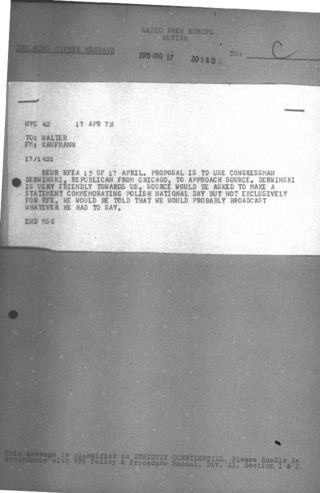 RADIO FREE EUROPE
MUNICH
INCOMING CIPHER MESSAGE
1978 APR 17 20:40
TO: C
NYC 42 17 APR 78
TO: WALTER
FM: KAUFMANN
17/1421
REUR RFEA 15 OF 17 APRIL. PROPOSAL IS TO USE CONGRESSMAN
DERWINSKI, REPUBLICAN FROM CHICAGO, TO APPROACH SOURCE. DERWINSKI
IS VERY FRIENDLY TOWARDS US. SOURCE WOULD BE ASKED TO MAKE A
STATEMENT COMMEMORATING POLISH NATIONAL DAY BUT NOT EXCLUSIVELY
FOR RFE. HE WOULD BE TOLD THAT WE WOULD PROBABLY BROADCAST
WHATEVER HE HAD TO SAY.
END MSG
This message is classified as STRICTLY CONFIDENTIAL. Please handle in
accordance with RFE Policy & Procedure Manual, Div. II, Section 1 & 2.